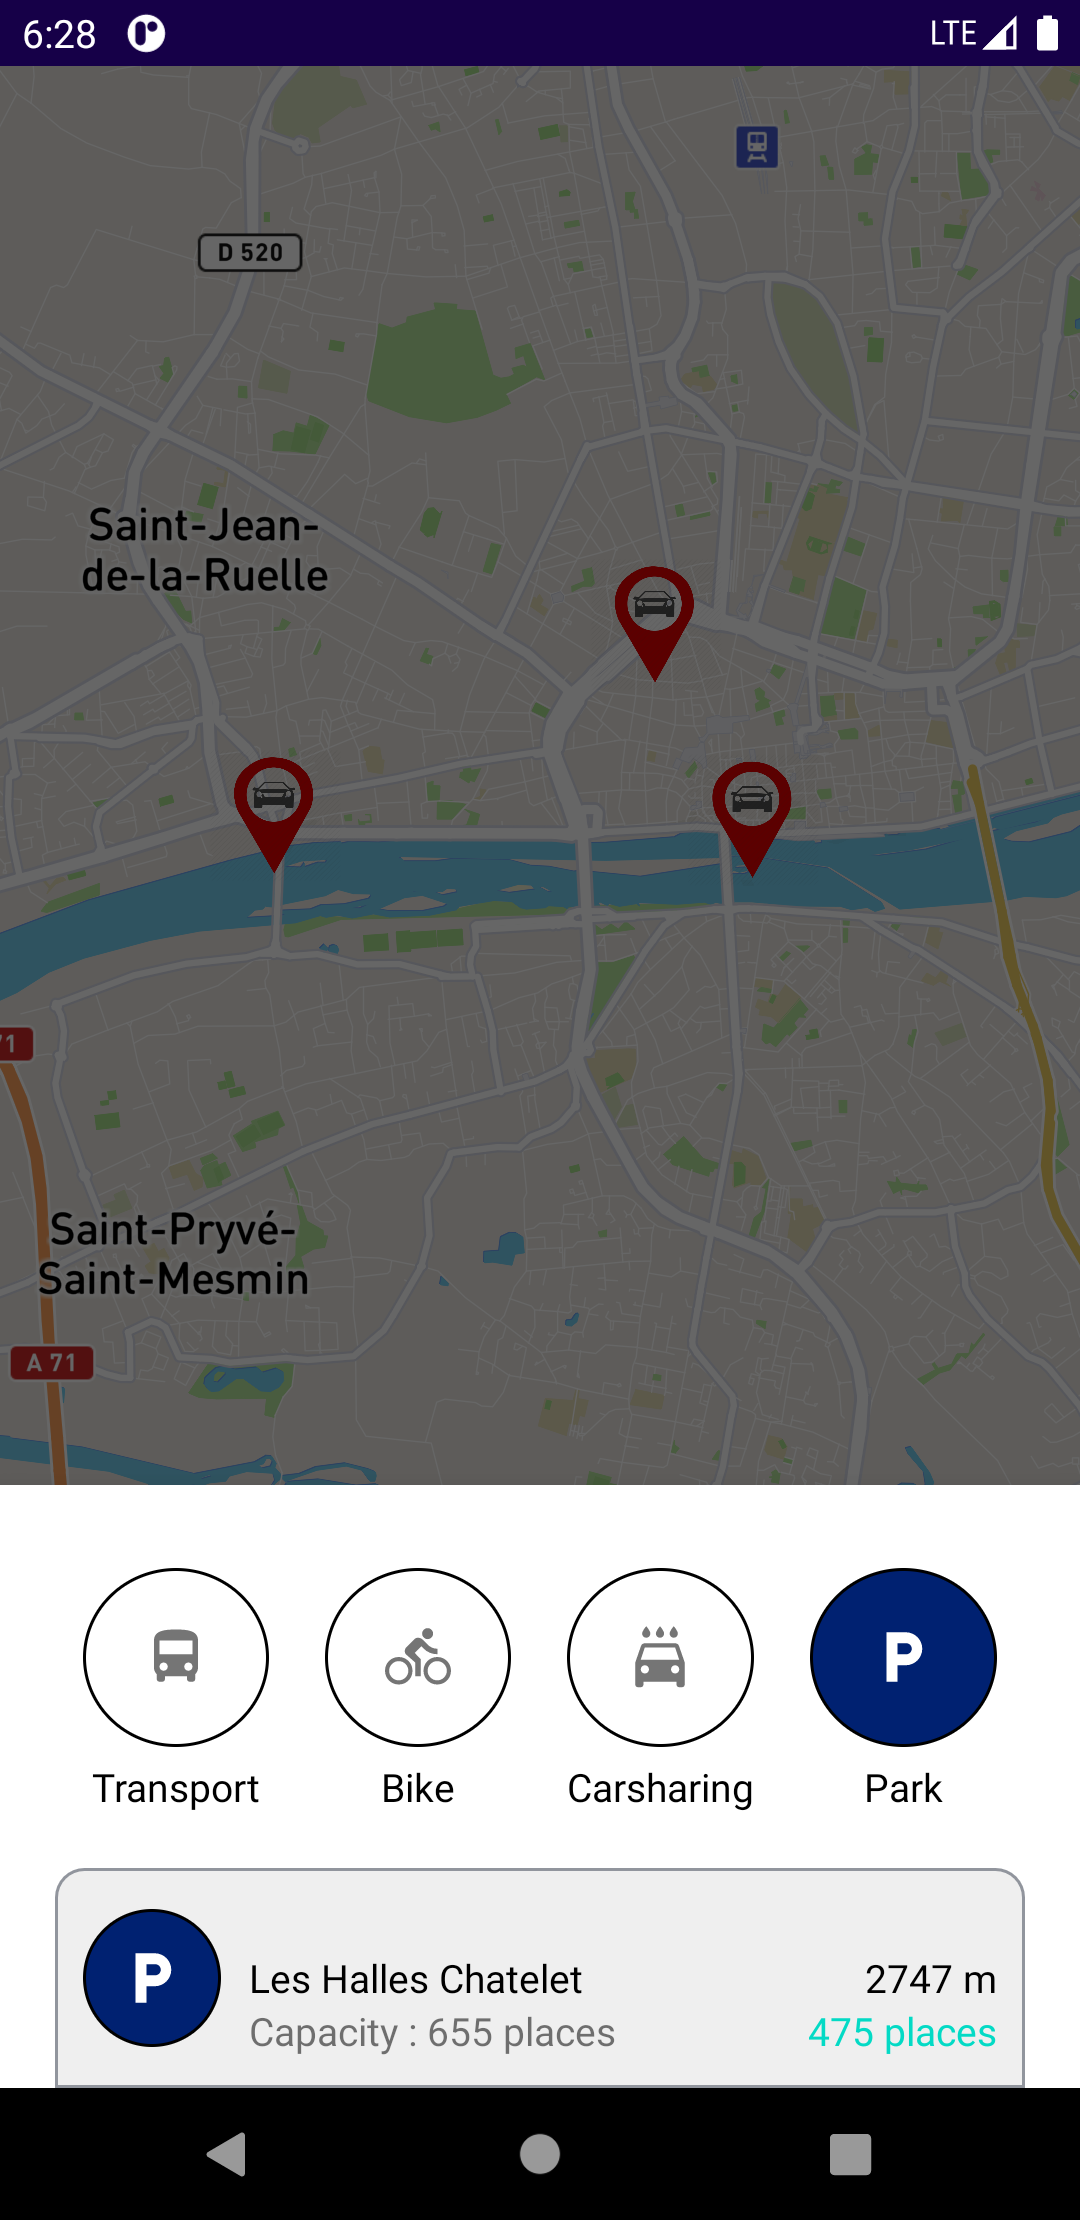 6:28
LTE
D 520
Saint-Jean-
de-la-Ruelle
71
Saint-Pryvé-
Saint-Mesmin
A 71
Transport
Bike
Carsharing
P
Park
P
Les Halles Chatelet
2747 m
Capacity : 655 places
475 places